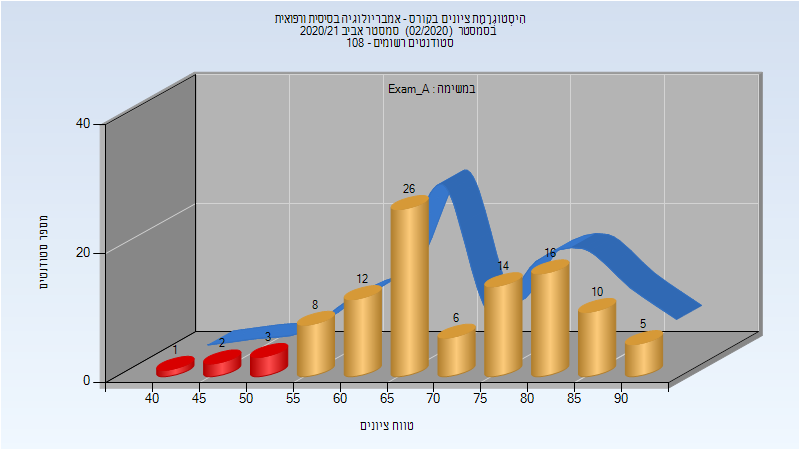 היסטוגרמת ציונים בקורס - אמבריולוגיה בסיסית ורפואית
בסמסטר (02/2020) סמסטר אביב 2020/21
סטודנטים רשומים - 108
במשימה : Exam_A
מספר סטודנטים
40
20
0
1
2
3
8
12
26
6
14
16
10
5
40 45 50 55 60 65 70 75 80 85 90
טווח ציונים